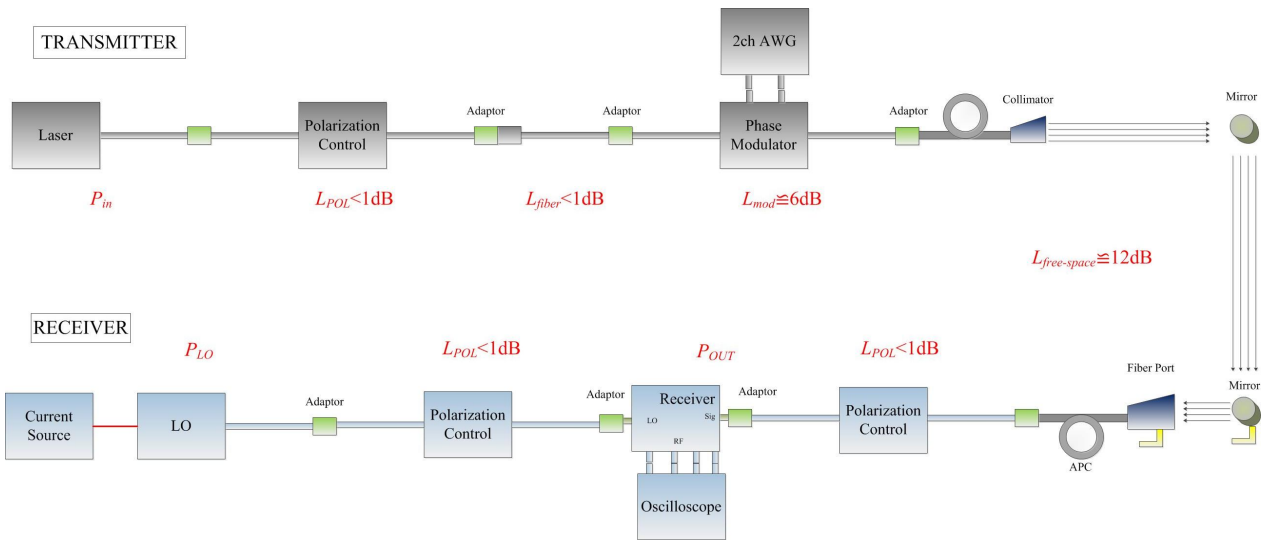 TRANSMITTER
2ch AWG
Laser
Polarization
Control
Adaptor
Adaptor
Phase
Modulator
Adaptor
Collimator
Mirror
P_in
L_POL<1dB
L_fiber<1dB
L_mod≌6dB
L_free-space≌12dB
RECEIVER
P_LO
L_POL<1dB
P_OUT
L_POL<1dB
Fiber Port
Mirror
Current
Source
LO
Adaptor
Polarization
Control
Adaptor
Receiver
LO
Sig
RF
Adaptor
Polarization
Control
APC
Oscilloscope